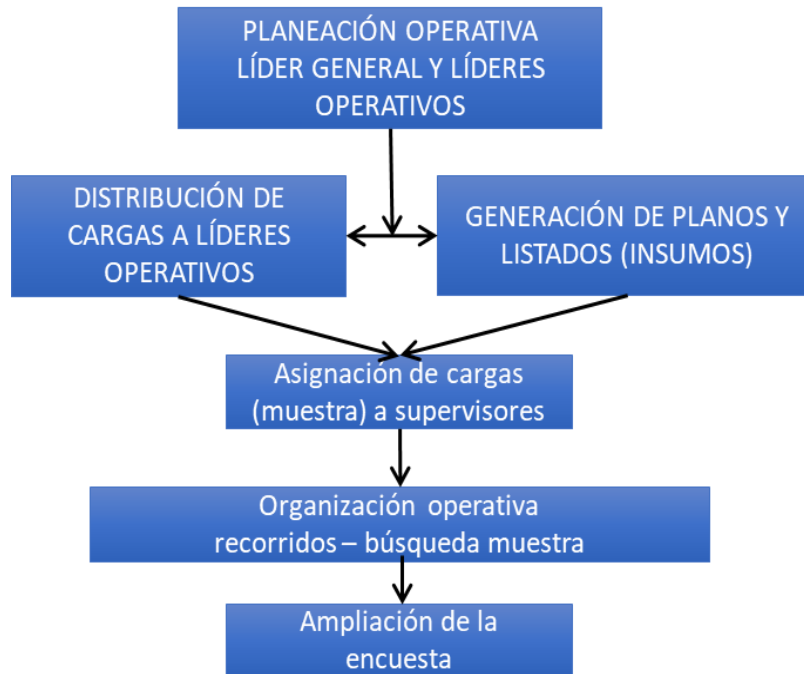 PLANEACIÓN OPERATIVA
LÍDER GENERAL Y LÍDERES
OPERATIVOS
DISTRIBUCIÓN DE
CARGAS A LÍDERES
OPERATIVOS
GENERACIÓN DE PLANOS Y
LISTADOS (INSUMOS)
Asignación de cargas
(muestra) a supervisores
Organización operativa
recorridos – búsqueda muestra
Ampliación de la
encuesta